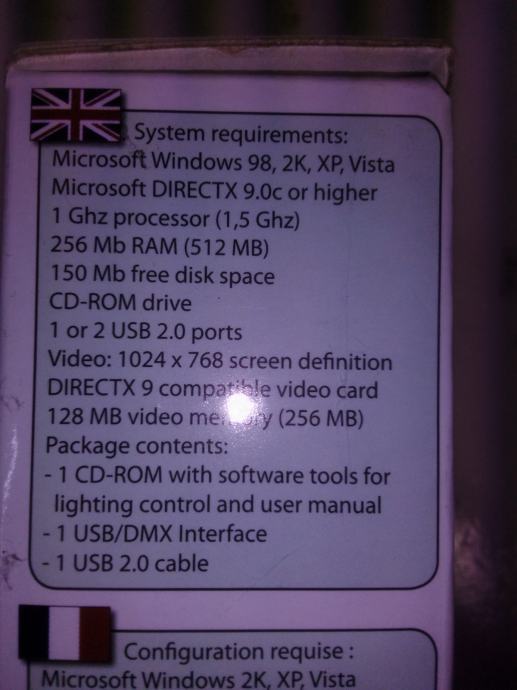 System requirements:
Microsoft Windows 98, 2K, XP, Vista
Microsoft DIRECTX 9.0c or higher
1 Ghz processor (1,5 Ghz)
256 Mb RAM (512 MB)
150 Mb free disk space
CD-ROM drive
1 or 2 USB 2.0 ports
Video: 1024 x 768 screen definition
DIRECTX 9 compatible video card
128 MB video memory (256 MB)
Package contents:
- 1 CD-ROM with software tools for
lighting control and user manual
- 1 USB/DMX Interface
- 1 USB 2.0 cable
Configuration requise :
Microsoft Windows 2K, XP, Vista